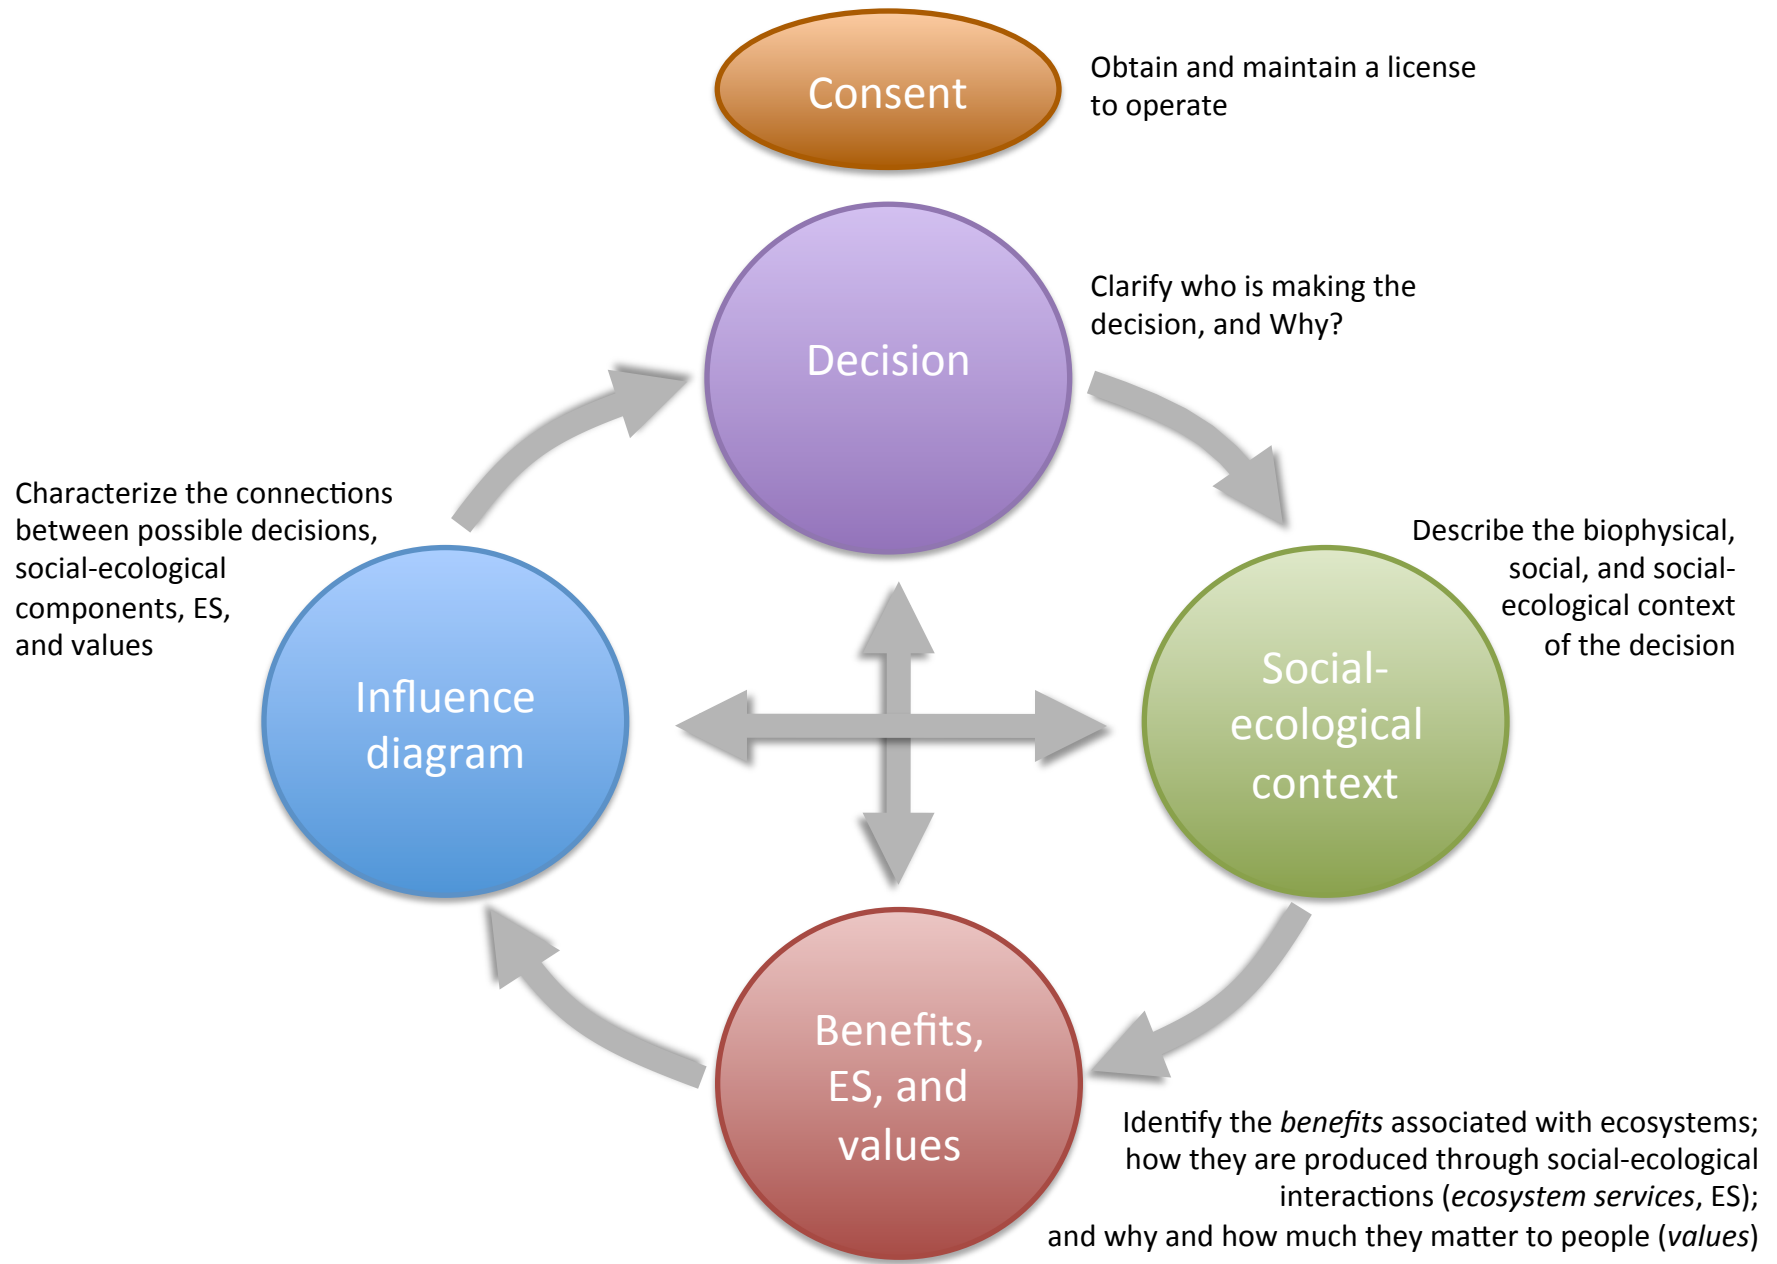 Consent
Obtain and maintain a license
to operate
Decision
Clarify who is making the
decision, and Why?
Characterize the connections
between possible decisions,
social-ecological
components, ES,
and values
Influence
diagram
Describe the biophysical,
social, and social-
ecological context
of the decision
Social-
ecological
context
Benefits,
ES, and
values
Identify the benefits associated with ecosystems;
how they are produced through social-ecological
interactions (ecosystem services, ES);
and why and how much they matter to people (values)